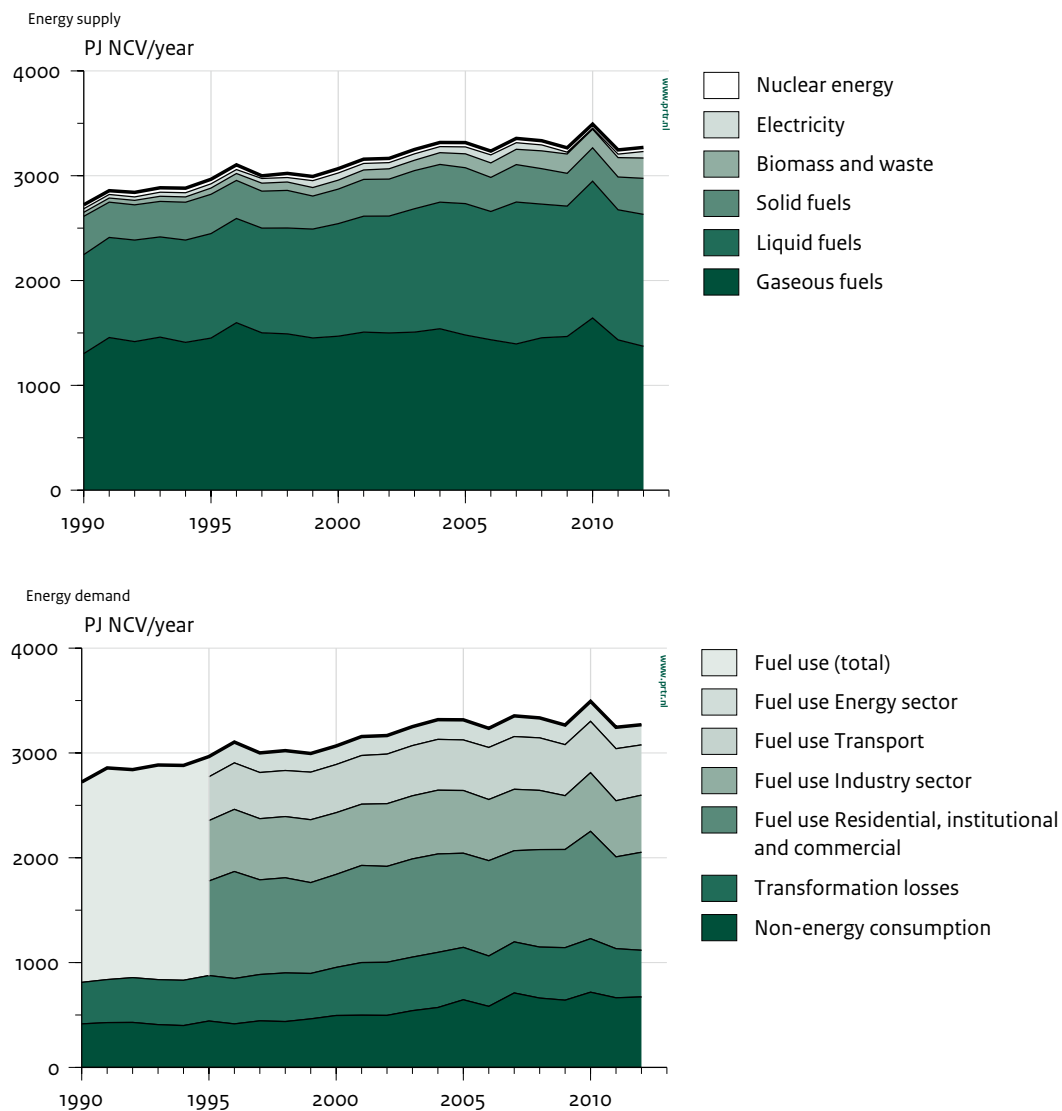 Energy supply
PJ NCV/year
4000
3000
2000
1000
0
1990
1995
2000
2005
2010
www.prtr.nl
Nuclear energy
Electricity
Biomass and waste
Solid fuels
Liquid fuels
Gaseous fuels
Energy demand
PJ NCV/year
4000
3000
2000
1000
0
1990
1995
2000
2005
2010
www.prtr.nl
Fuel use (total)
Fuel use Energy sector
Fuel use Transport
Fuel use Industry sector
Fuel use Residential, institutional
and commercial
Transformation losses
Non-energy consumption